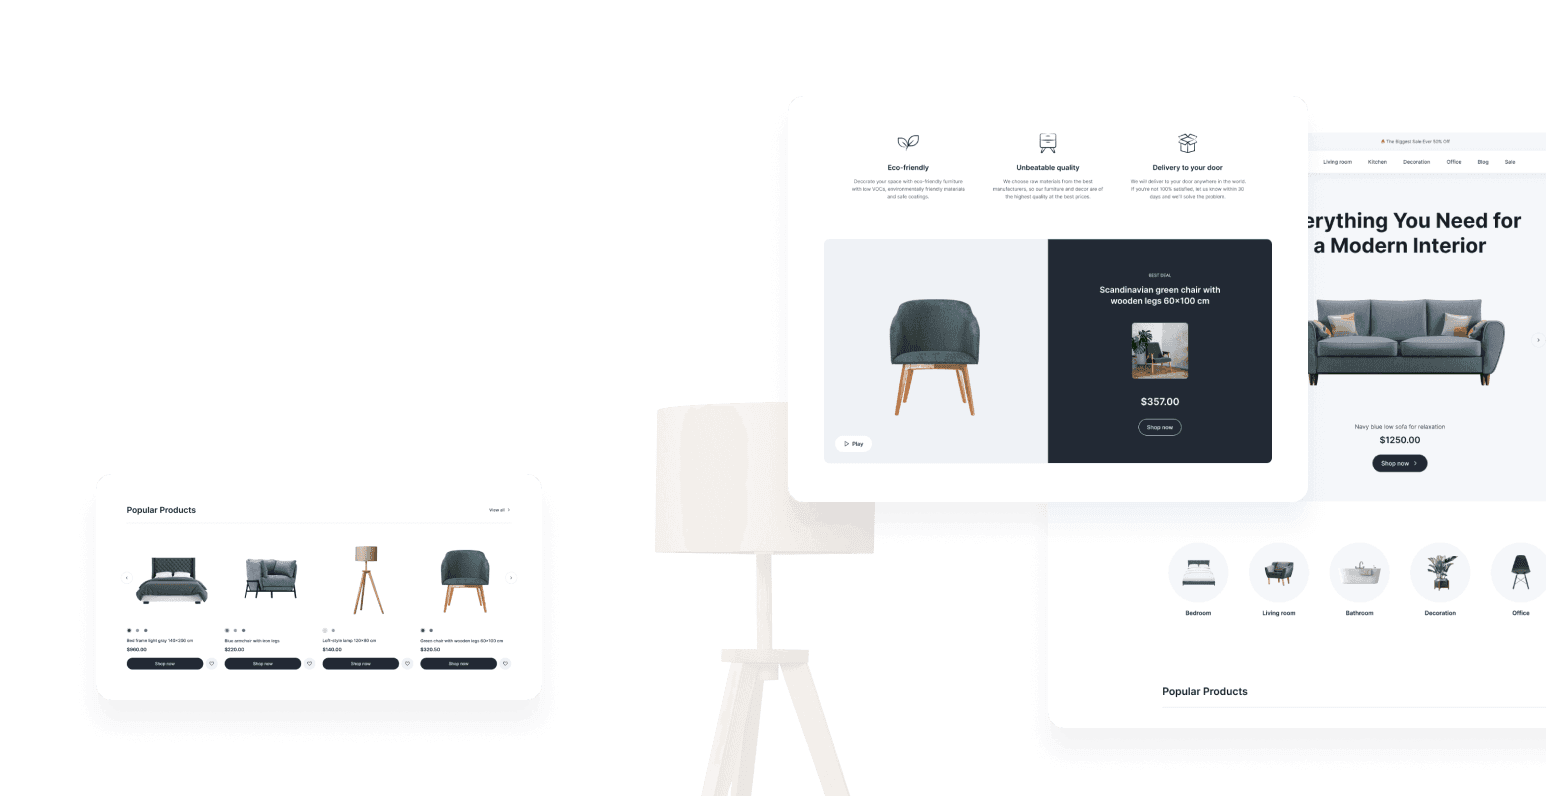 Eco-friendly
Decorate your space with eco-friendly furniture
with low VOCs, environmentally friendly materials
and safe coatings.
Unbeatable quality
We choose raw materials from the best
manufacturers, so our furniture and decor are of
the highest quality at the best prices.
Delivery to your door
We will deliver to your door anywhere in the world.
If you're not 100% satisfied, let us know within 30
days and we'll solve the problem.
BEST DEAL
Scandinavian green chair with
wooden legs 60×100 cm
$357.00
Shop now
Play
The Biggest Sale Ever 50% Off
Living room Kitchen Decoration Office Blog Sale
erything You Need for
a Modern Interior
Navy blue low sofa for relaxation
$1250.00
Shop now
Bedroom Living room Bathroom Decoration Office
Popular Products
Popular Products
View all
Bed frame light gray 140×200 cm
$990.00
Shop now
Blue armchair with iron legs
$220.00
Shop now
Loft-style lamp 120×80 cm
$140.00
Shop now
Green chair with wooden legs 60×100 cm
$320.50
Shop now